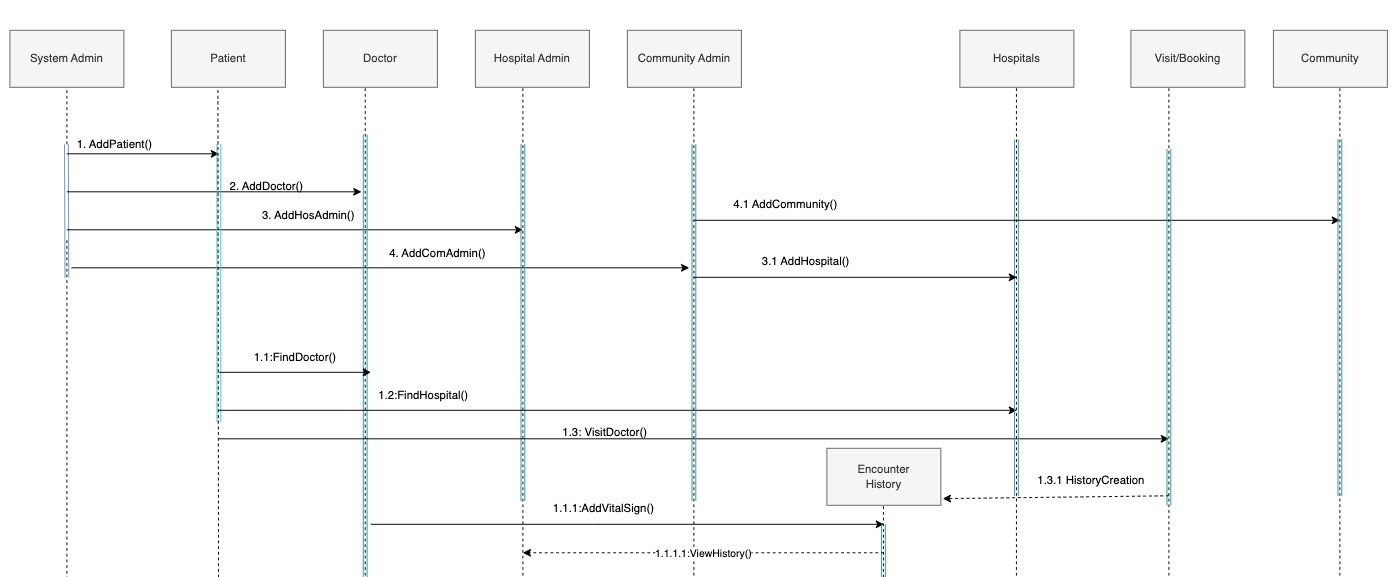 System Admin
Patient
Doctor
Hospital Admin
Community Admin
Hospitals
Visit/Booking
Community
1. AddPatient()
2. AddDoctor()
4.1 AddCommunity()
3. AddHosAdmin()
4. AddComAdmin()
3.1 AddHospital()
1.1:FindDoctor()
1.2:FindHospital()
1.3: VisitDoctor()
Encounter
History
1.3.1 HistoryCreation
1.1.1:AddVitalSign()
1.1.1.1:ViewHistory()